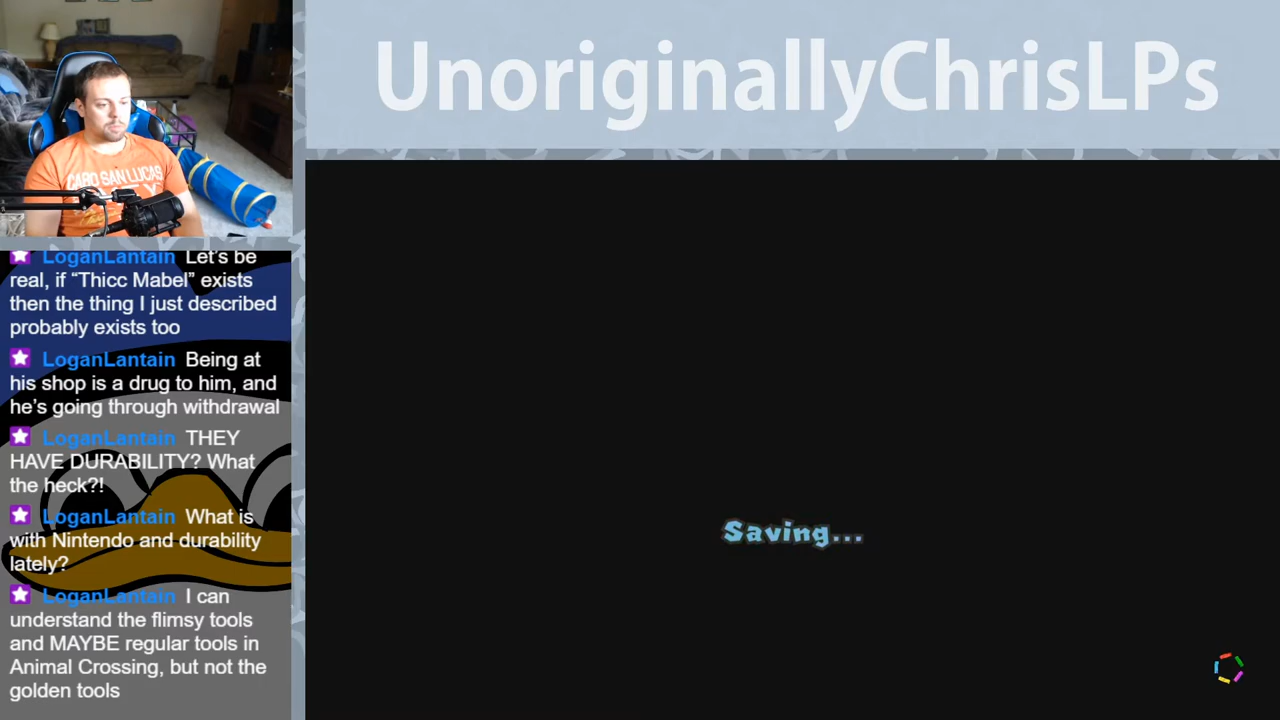 UnoriginallyChrisLPs
CABO SAN LUCAS
LoganLantain Let's be
real, if “Thicc Mabel” exists
then the thing I just described
probably exists too
LoganLantain Being at
his shop is a drug to him, and
he's going through withdrawal
LoganLantain THEY
HAVE DURABILITY? What
the heck?!
LoganLantain What is
with Nintendo and durability
lately?
LoganLantain I can
understand the flimsy tools
and MAYBE regular tools in
Animal Crossing, but not the
golden tools
Saving...